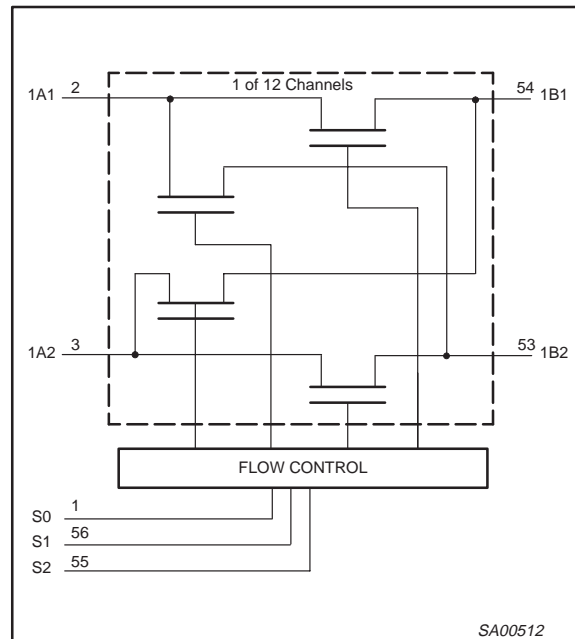 1 of 12 Channels
1A1 2 54 1B1
1A2 3 53 1B2
FLOW CONTROL
S0 1
S1 56
S2 55
SA00512